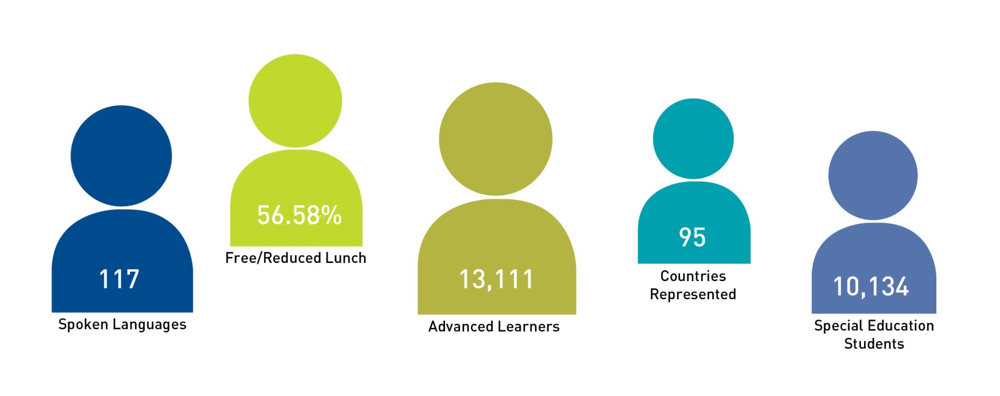 117
Spoken Languages
56.58%
Free/Reduced Lunch
13,111
Advanced Learners
95
Countries
Represented
10,134
Special Education
Students